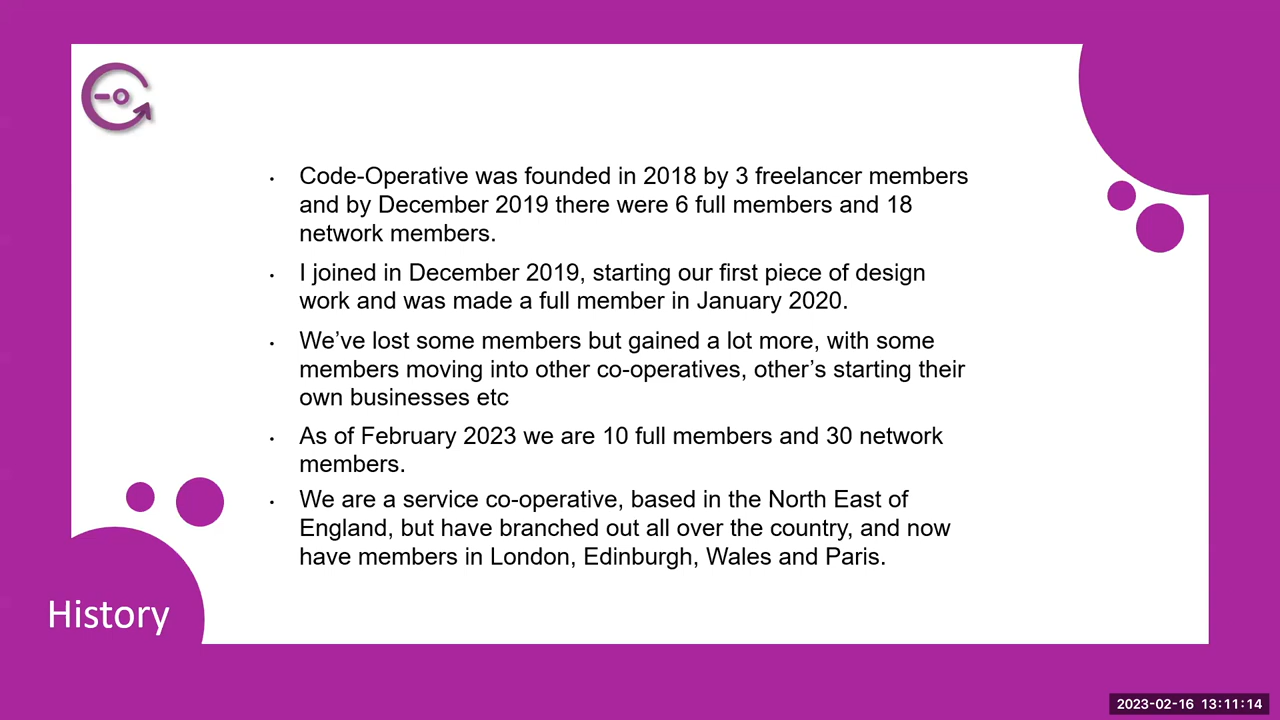 Code-Operative was founded in 2018 by 3 freelancer members
and by December 2019 there were 6 full members and 18
network members.
I joined in December 2019, starting our first piece of design
work and was made a full member in January 2020.
We’ve lost some members but gained a lot more, with some
members moving into other co-operatives, other’s starting their
own businesses etc
As of February 2023 we are 10 full members and 30 network
members.
We are a service co-operative, based in the North East of
England, but have branched out all over the country, and now
have members in London, Edinburgh, Wales and Paris.
History
2023-02-16 13:11:14